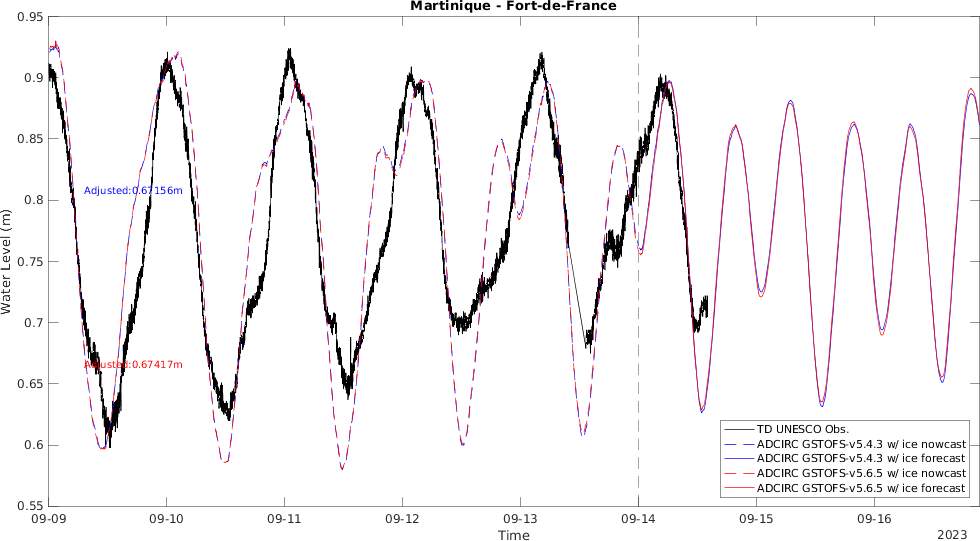 Martinique - Fort-de-France
0.95
0.9
0.85
0.8
0.75
0.7
0.65
0.6
0.55
Water Level (m)
Adjusted:0.67156m
Adjusted:0.67417m
TD UNESCO Obs.
ADCIRC GSTOFS-v5.4.3 w/ ice nowcast
ADCIRC GSTOFS-v5.4.3 w/ ice forecast
ADCIRC GSTOFS-v5.6.5 w/ ice nowcast
ADCIRC GSTOFS-v5.6.5 w/ ice forecast
09-09 09-10 09-11 09-12 09-13 09-14 09-15 09-16
Time
2023